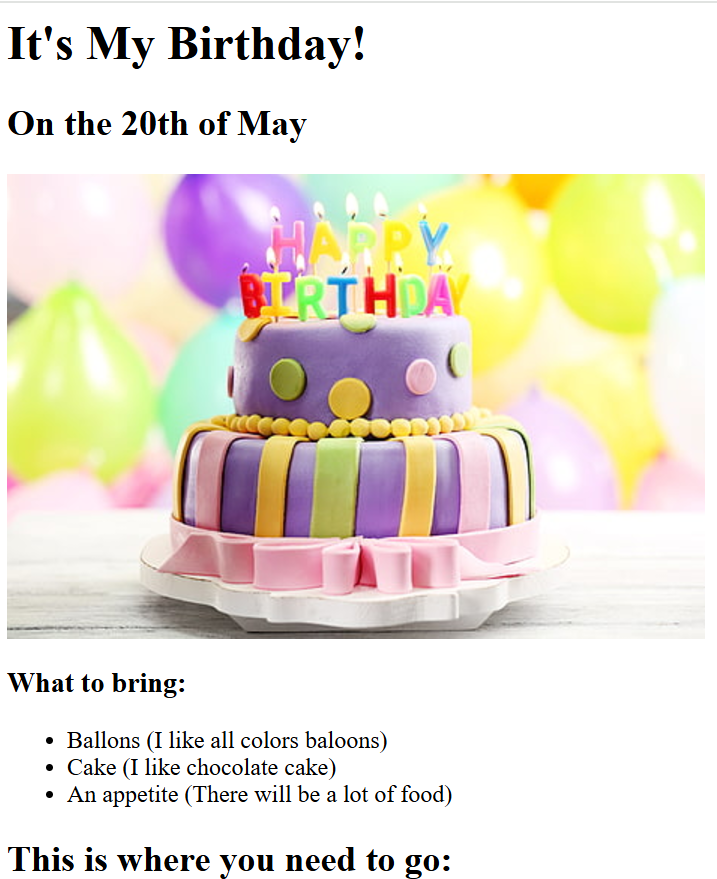 It's My Birthday!
On the 20th of May
HAPPY
BIRTHDAY
What to bring:
Ballons (I like all colors baloons)
Cake (I like chocolate cake)
An appetite (There will be a lot of food)
This is where you need to go: